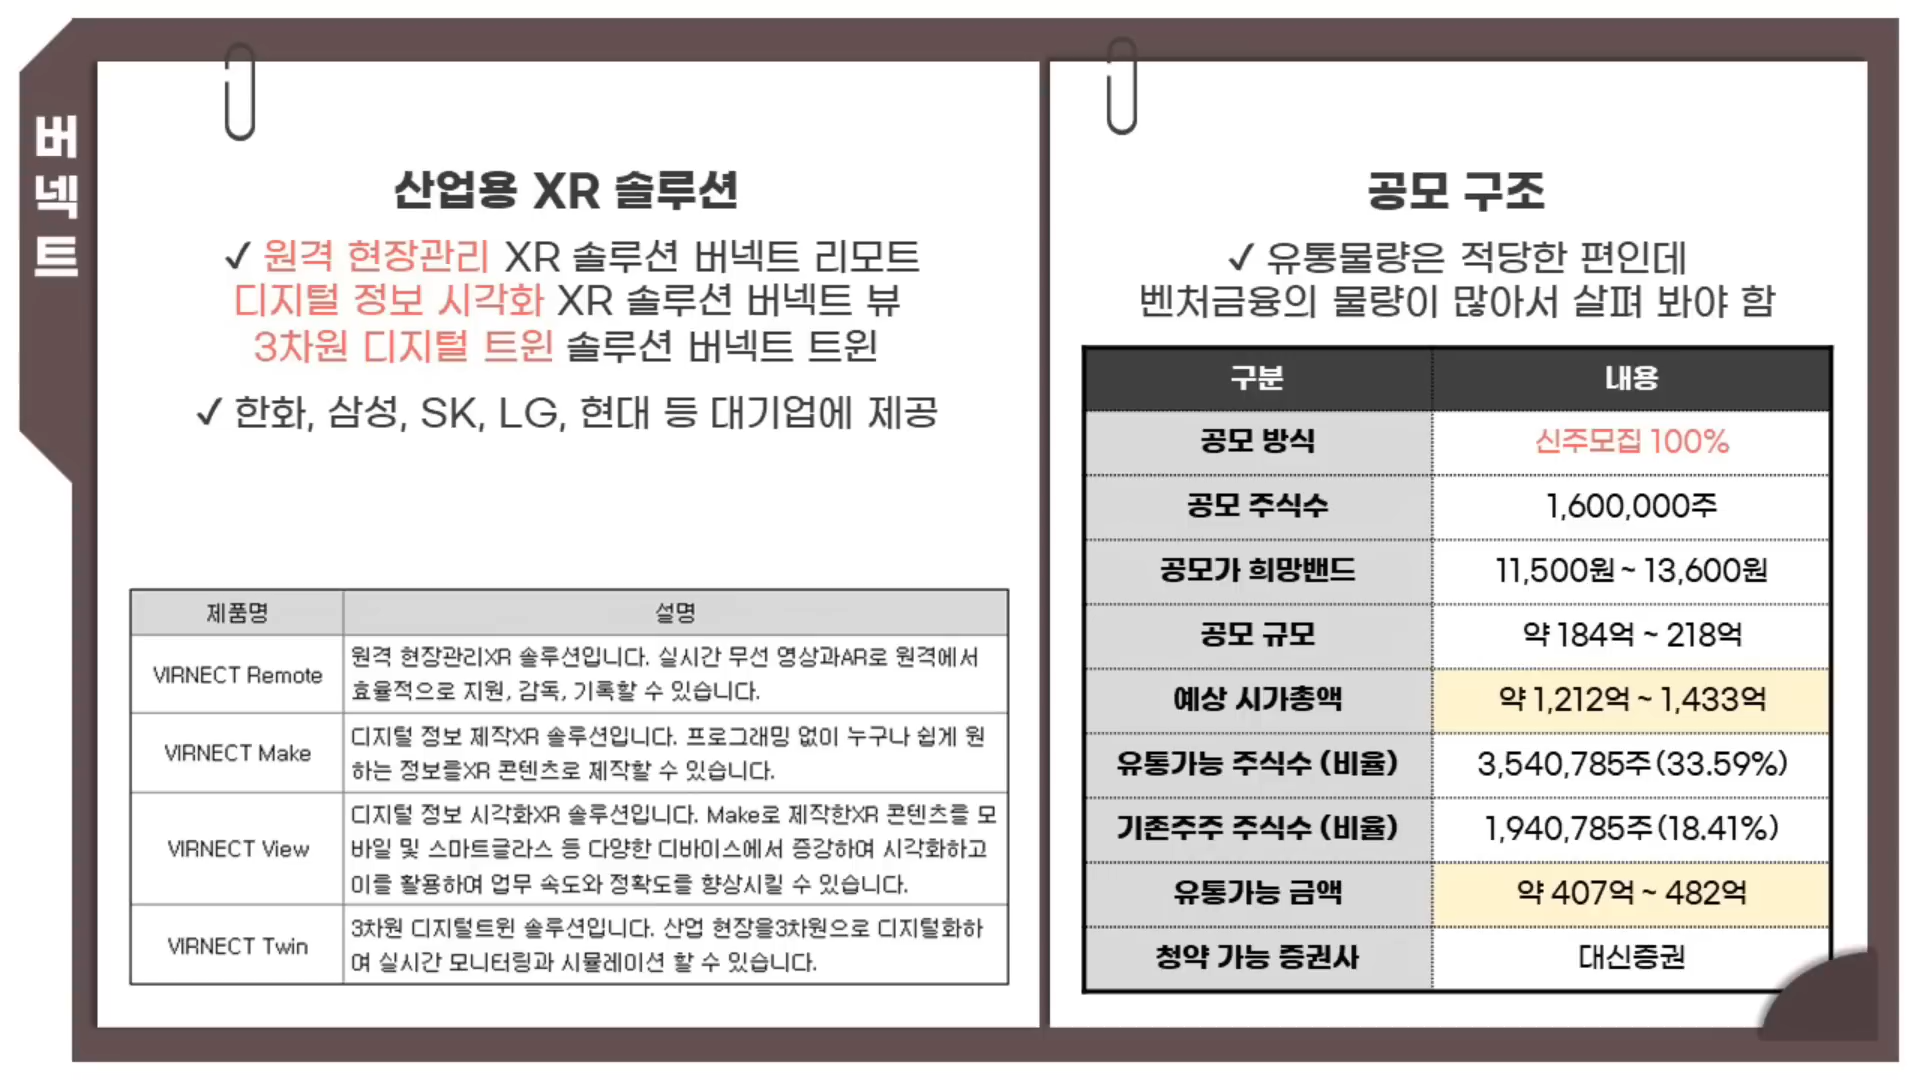 버넥트
산업용 XR 솔루션
✓ 원격 현장관리 XR 솔루션 버넥트 리모트
디지털 정보 시각화 XR 솔루션 버넥트 뷰
3차원 디지털 트윈 솔루션 버넥트 트윈
✓ 한화, 삼성, SK, LG, 현대 등 대기업에 제공
제품명 설명
VIRNECT Remote 원격 현장관리XR 솔루션입니다. 실시간 무선 영상과AR로 원격에서
효율적으로 지원, 감독, 기록할 수 있습니다.
VIRNECT Make 디지털 정보 제작XR 솔루션입니다. 프로그래밍 없이 누구나 쉽게 원
하는 정보를XR 콘텐츠로 제작할 수 있습니다.
VIRNECT View 디지털 정보 시각화XR 솔루션입니다. Make로 제작한XR 콘텐츠를 모
바일 및 스마트글라스 등 다양한 디바이스에서 증강하여 시각화하고
이를 활용하여 업무 속도와 정확도를 향상시킬 수 있습니다.
VIRNECT Twin 3차원 디지털트윈 솔루션입니다. 산업 현장을3차원으로 디지털화하
여 실시간 모니터링과 시뮬레이션 할 수 있습니다.
공모 구조
✓ 유통물량은 적당한 편인데
벤처금융의 물량이 많아서 살펴 봐야 함
구분 내용
공모 방식 신주모집 100%
공모 주식수 1,600,000주
공모가 희망밴드 11,500원 ~ 13,600원
공모 규모 약 184억 ~ 218억
예상 시가총액 약 1,212억 ~ 1,433억
유통가능 주식수 (비율) 3,540,785주 (33.59%)
기존주주 주식수 (비율) 1,940,785주 (18.41%)
유통가능 금액 약 407억 ~ 482억
청약 가능 증권사 대신증권